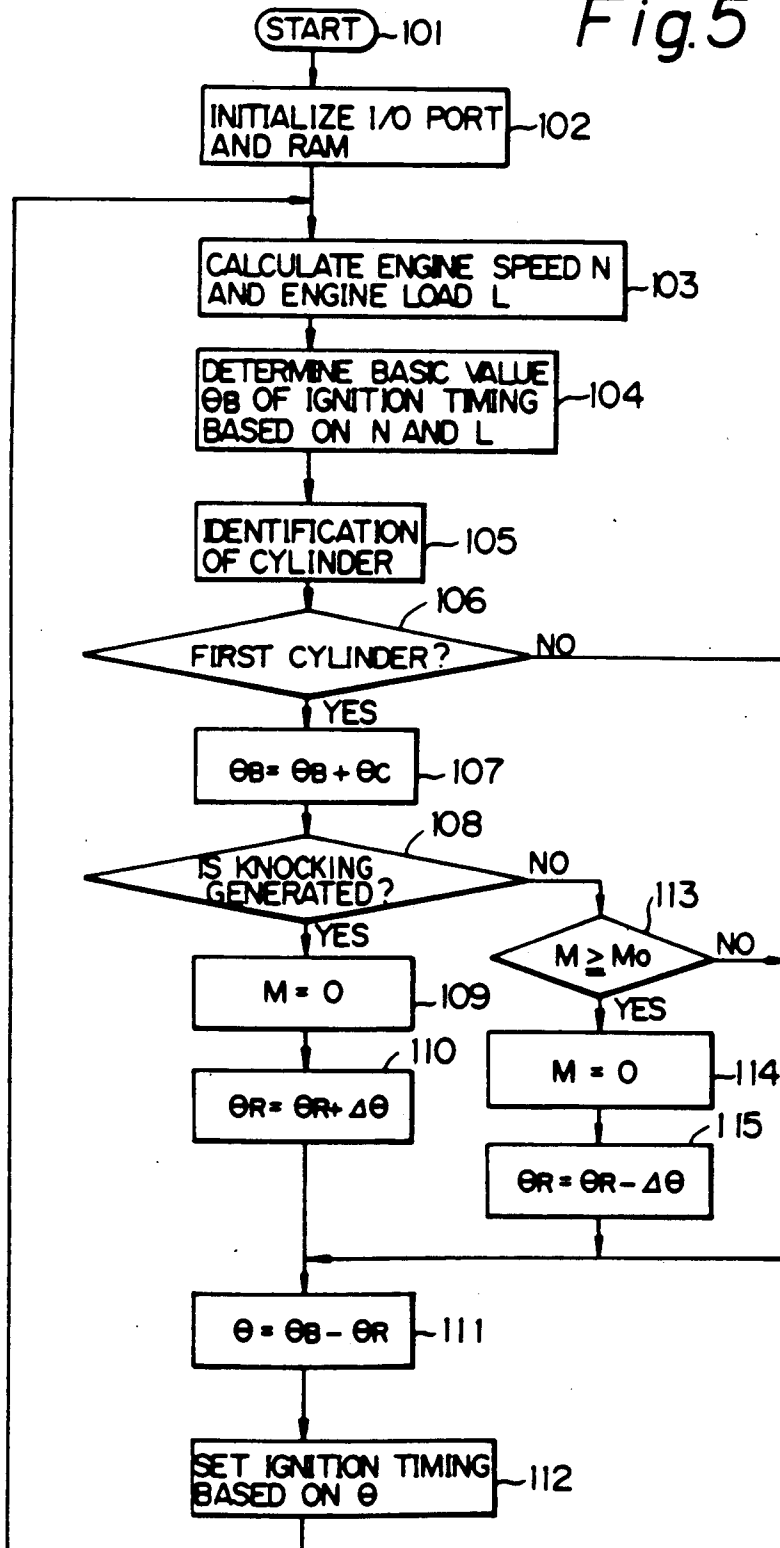 Fig.5
START
101
INITIALIZE I/O PORT
AND RAM
102
CALCULATE ENGINE SPEED N
AND ENGINE LOAD L
103
DETERMINE BASIC VALUE
θB OF IGNITION TIMING
BASED ON N AND L
104
IDENTIFICATION
OF CYLINDER
105
106
FIRST CYLINDER?
NO
YES
θB = θB + θC
107
108
IS KNOCKING
GENERATED?
NO
YES
113
M ≧ Mo
NO
YES
M = 0
109
M = 0
114
110
θR = θR + Δθ
115
θR = θR - Δθ
θ = θB - θR
111
SET IGNITION TIMING
BASED ON θ
112